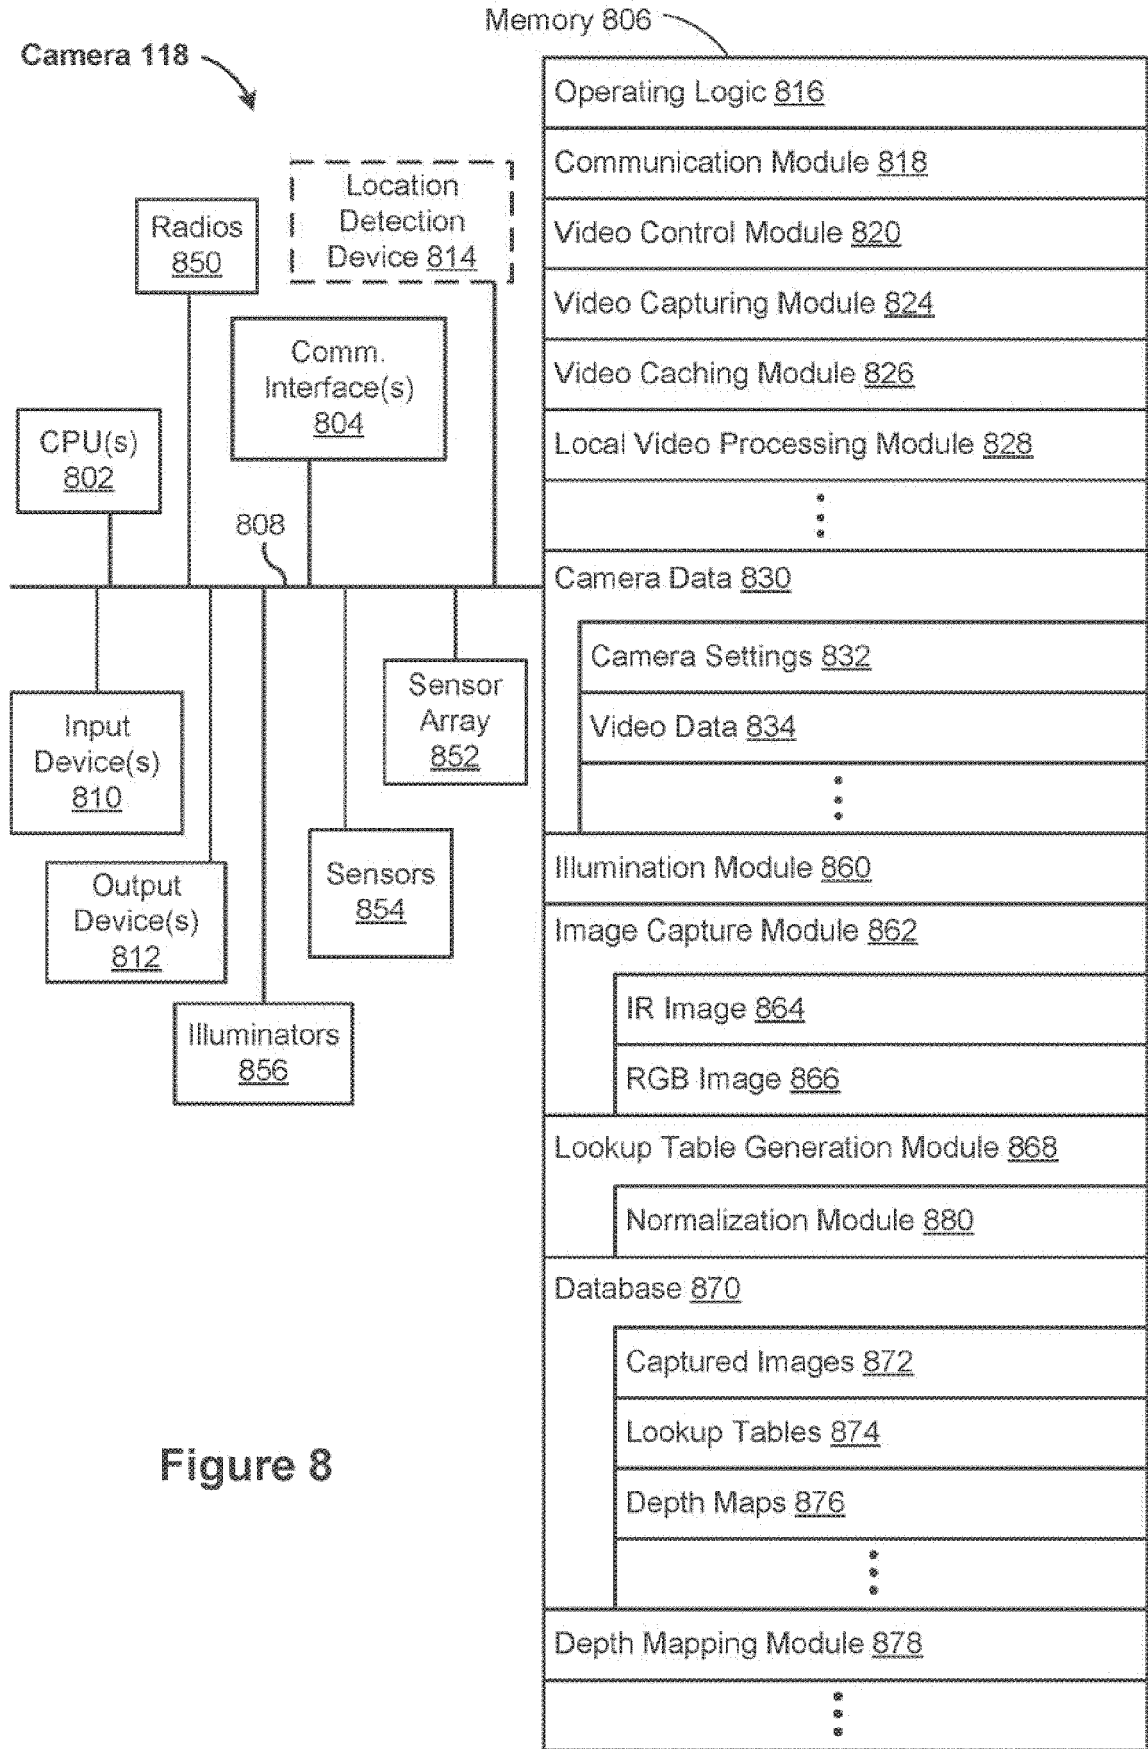 Memory 806
Camera 118
Location
Detection
Device 814
Radios
850
Comm.
Interface(s)
804
CPU(s)
802
808
Input
Device(s)
810
Output
Device(s)
812
Illuminators
856
Sensors
854
Sensor
Array
852
Operating Logic 816
Communication Module 818
Video Control Module 820
Video Capturing Module 824
Video Caching Module 826
Local Video Processing Module 828
Camera Data 830
Camera Settings 832
Video Data 834
Illumination Module 860
Image Capture Module 862
IR Image 864
RGB Image 866
Lookup Table Generation Module 868
Normalization Module 880
Database 870
Captured Images 872
Lookup Tables 874
Depth Maps 876
Depth Mapping Module 878
Figure 8